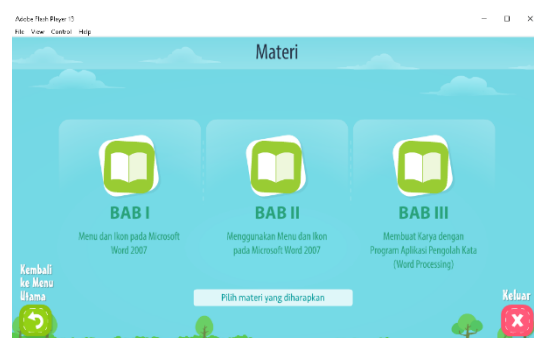 Adobe Flash Player 13
File View Control Help
Materi
BAB I
Menu dan Ikon pada Microsoft
Word 2007
BAB II
Menggunakan Menu dan Ikon
pada Microsoft Word 2007
BAB III
Membuat Karya dengan
Program Aplikasi Pengolah Kata
(Word Processing)
Kembali
ke Menu
Utama
Pilih materi yang diharapkan
Keluar